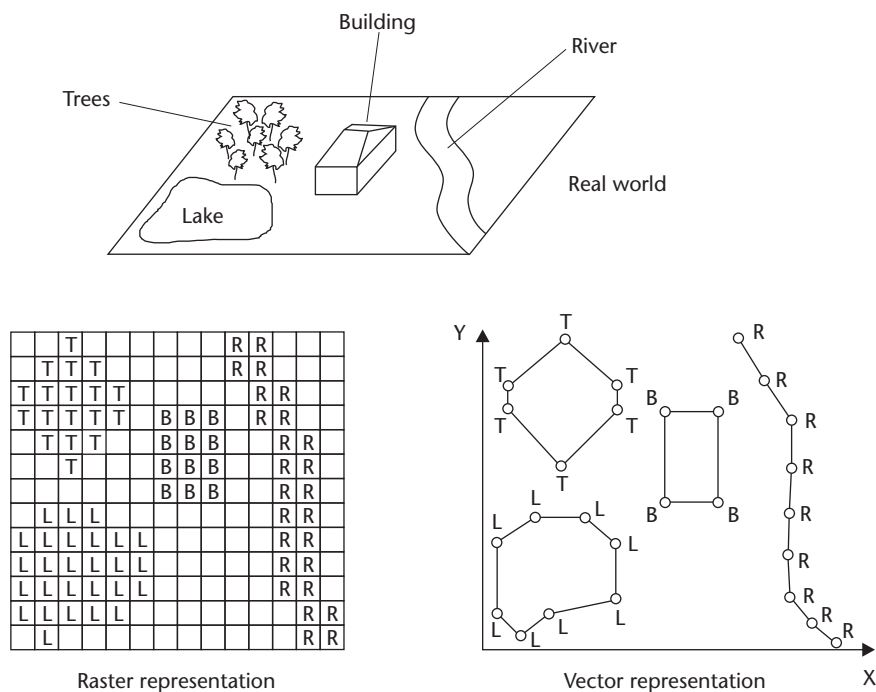 Building
River
Trees
Real world
Lake
T R R
T T T R R
T T T T T R R
T T T T T B B B R R
T T T B B B R R
T B B B R R
B B B R R
L L L R R
L L L L L L R R
L L L L L L R R
L L L L L L R R
L L L L L R R
L R R
Raster representation
Y
T
T T
T T
T
B B
B B
L L
L L
L L
L L
R
R
R
R
R
R
R
R
R
X
Vector representation